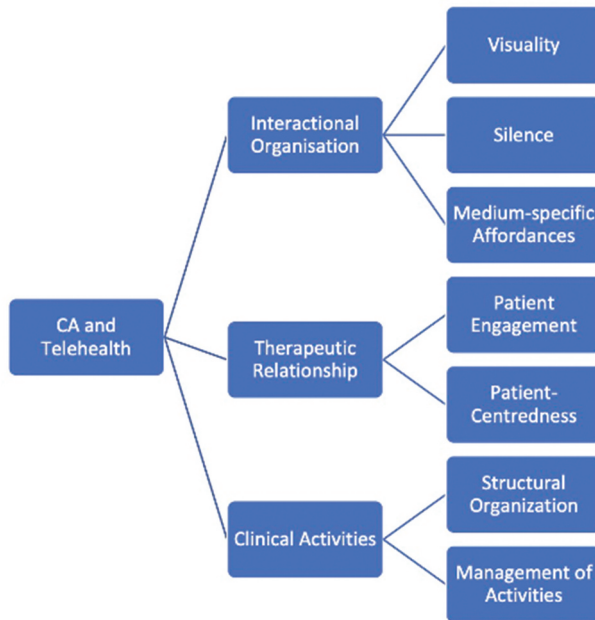 CA and
Telehealth
Interactional
Organisation
Visuality
Silence
Medium-specific
Affordances
Therapeutic
Relationship
Patient
Engagement
Patient-
Centredness
Clinical Activities
Structural
Organization
Management of
Activities